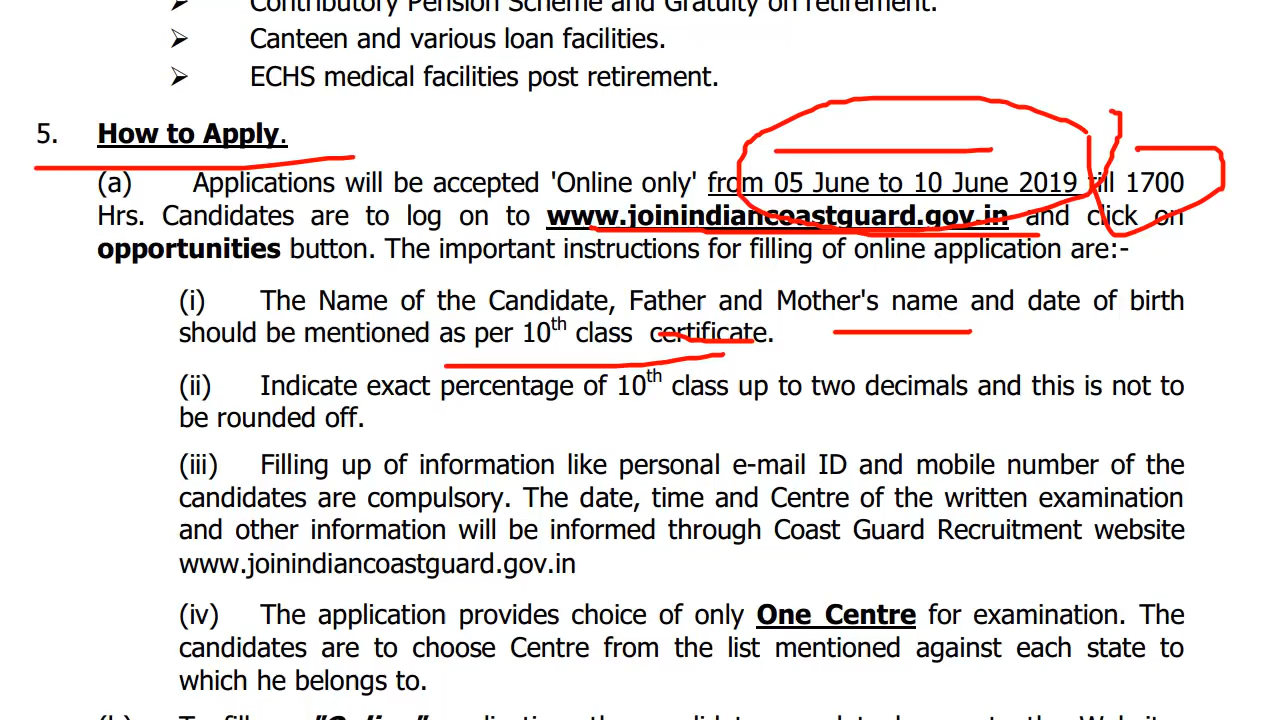 ➢ Contributory Pension Scheme and Gratuity on retirement.
➢ Canteen and various loan facilities.
➢ ECHS medical facilities post retirement.
5. How to Apply.
(a) Applications will be accepted 'Online only' from 05 June to 10 June 2019 till 1700
Hrs. Candidates are to log on to www.joinindiancoastguard.gov.in and click on
opportunities button. The important instructions for filling of online application are:-
(i) The Name of the Candidate, Father and Mother's name and date of birth
should be mentioned as per 10th class certificate.
(ii) Indicate exact percentage of 10th class up to two decimals and this is not to
be rounded off.
(iii) Filling up of information like personal e-mail ID and mobile number of the
candidates are compulsory. The date, time and Centre of the written examination
and other information will be informed through Coast Guard Recruitment website
www.joinindiancoastguard.gov.in
(iv) The application provides choice of only One Centre for examination. The
candidates are to choose Centre from the list mentioned against each state to
which he belongs to.